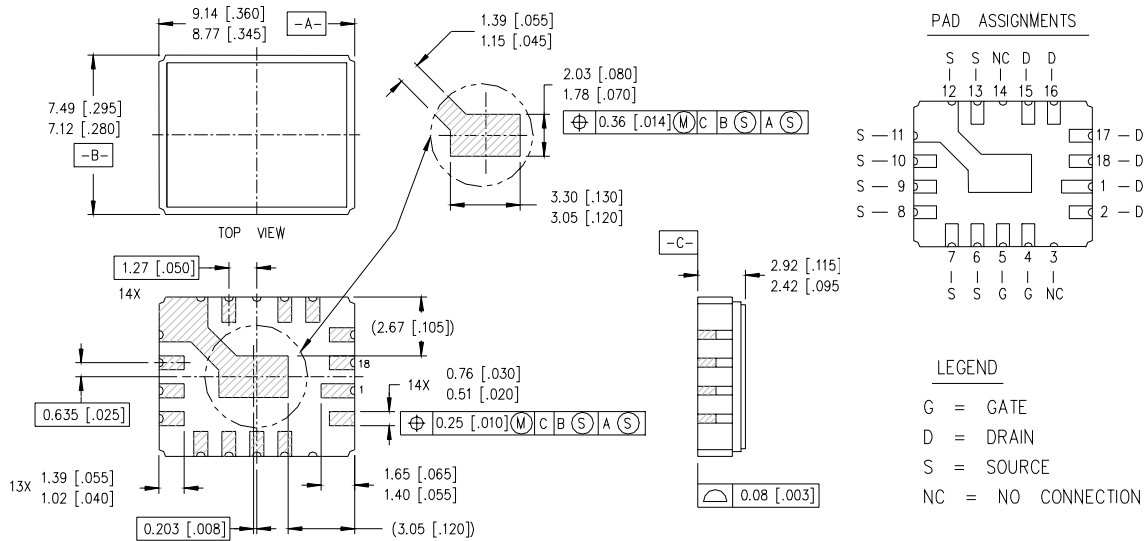 9.14 [.360]
8.77 [.345]
-A-
7.49 [.295]
7.12 [.280]
-B-
TOP VIEW
1.39 [.055]
1.15 [.045]
2.03 [.080]
1.78 [.070]
⌖ 0.36 [.014] Ⓜ C B Ⓢ A Ⓢ
3.30 [.130]
3.05 [.120]
1.27 [.050]
14X
(2.67 [.105])
18
1
0.635 [.025]
14X
0.76 [.030]
0.51 [.020]
⌖ 0.25 [.010] Ⓜ C B Ⓢ A Ⓢ
13X
1.39 [.055]
1.02 [.040]
1.65 [.065]
1.40 [.055]
0.203 [.008]
(3.05 [.120])
-C-
2.92 [.115]
2.42 [.095
⌓ 0.08 [.003]
PAD ASSIGNMENTS
S S NC D D
12 13 14 15 16
S — 11
S — 10
S — 9
S — 8
17 — D
18 — D
1 — D
2 — D
7 6 5 4 3
S S G G NC
LEGEND
G = GATE
D = DRAIN
S = SOURCE
NC = NO CONNECTION